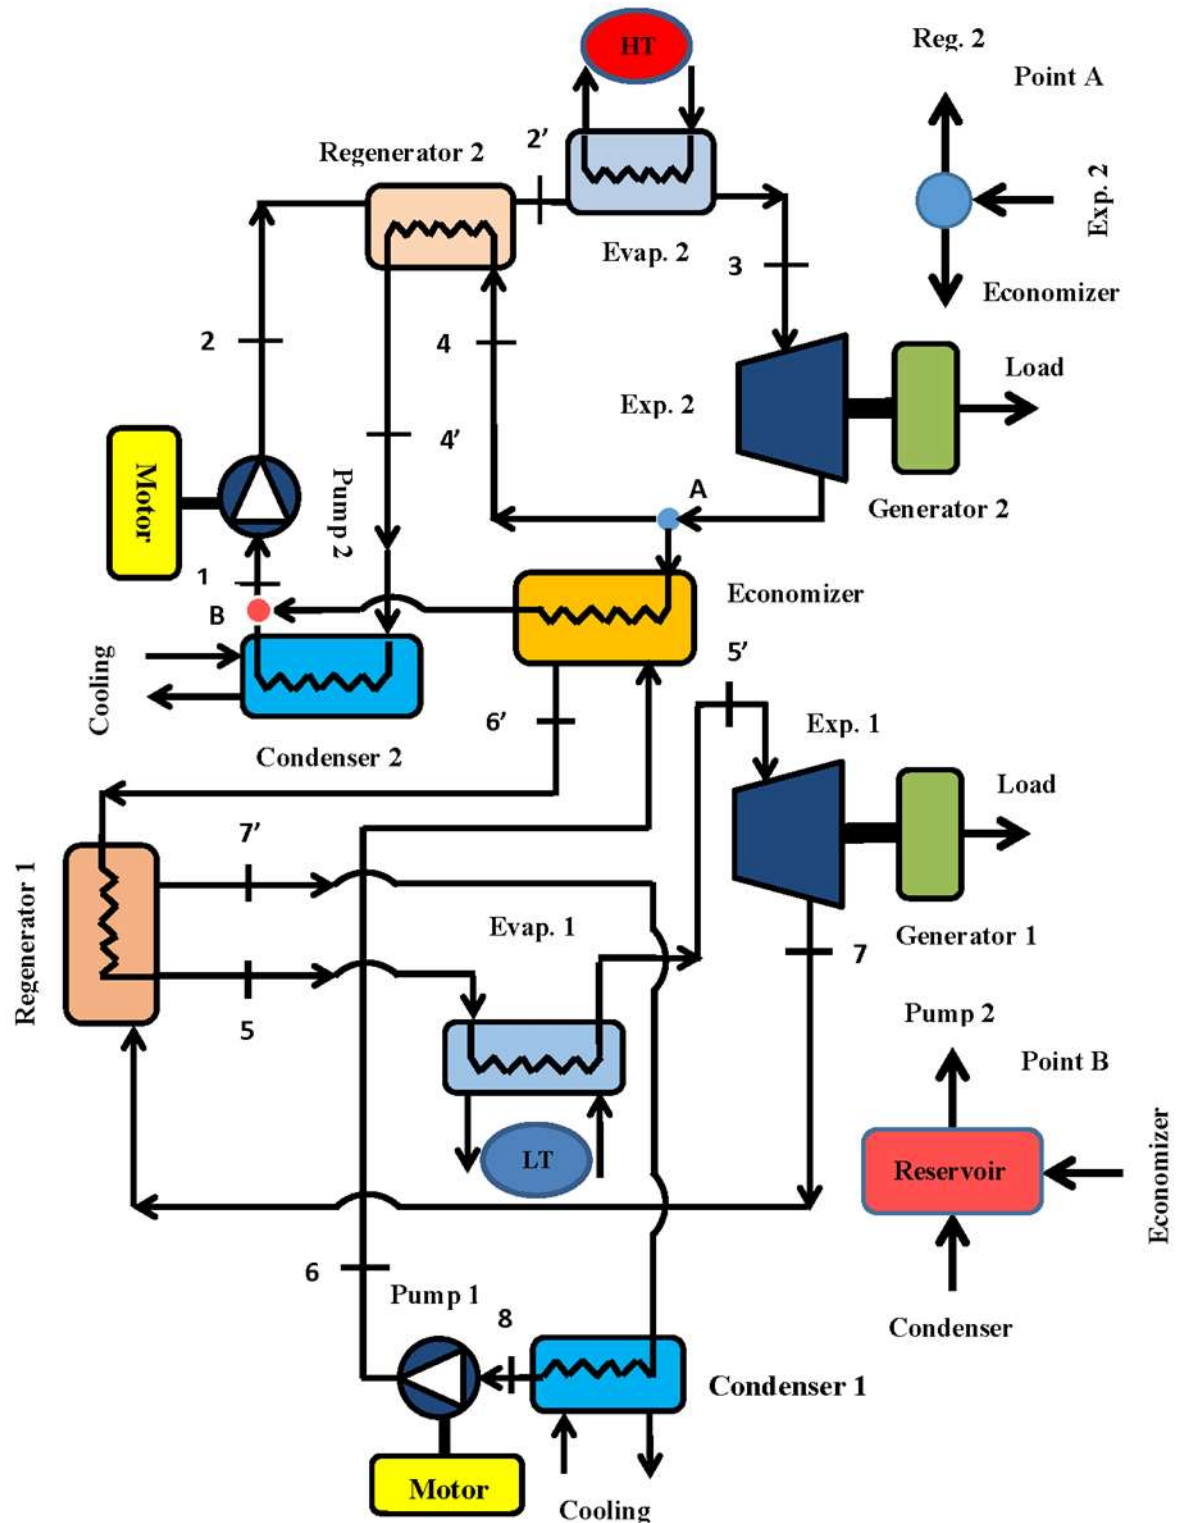 HT
Reg. 2
Point A
2’
Regenerator 2
Exp. 2
Evap. 2
3
Economizer
2
4
Load
Exp. 2
4’
A
Motor
Pump 2
Generator 2
1
B
Economizer
Cooling
5’
6’
Exp. 1
Condenser 2
Load
7’
Regenerator 1
Evap. 1
Generator 1
7
5
Pump 2
Point B
LT
Reservoir
Economizer
6
Pump 1
8
Condenser
Condenser 1
Motor
Cooling